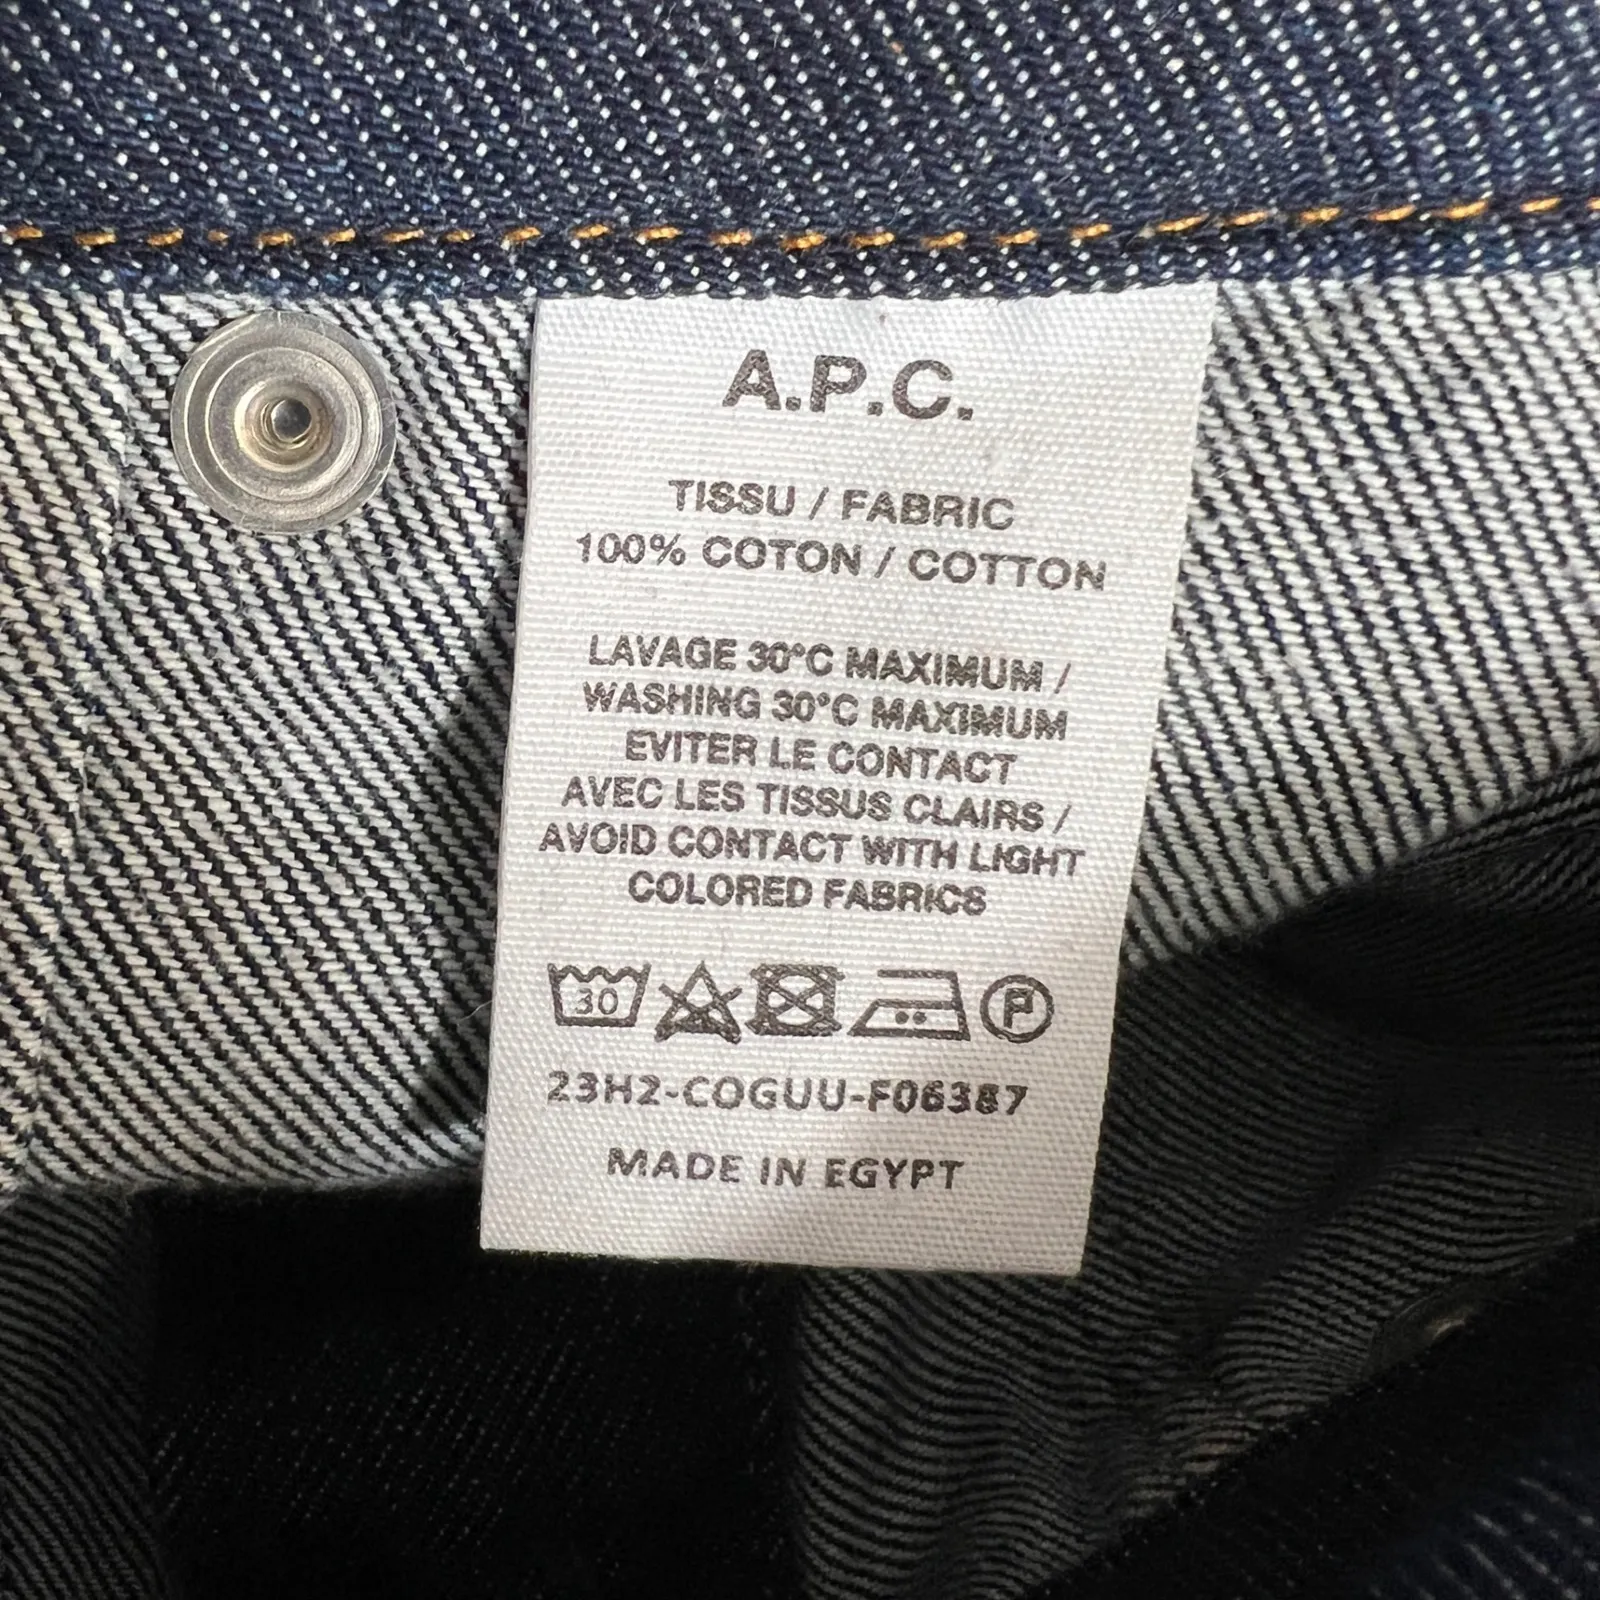 A.P.C.
TISSU / FABRIC
100% COTON / COTTON
LAVAGE 30°C MAXIMUM /
WASHING 30°C MAXIMUM
EVITER LE CONTACT
AVEC LES TISSUS CLAIRS /
AVOID CONTACT WITH LIGHT
COLORED FABRICS
30 P
23H2-COGUU-F06387
MADE IN EGYPT